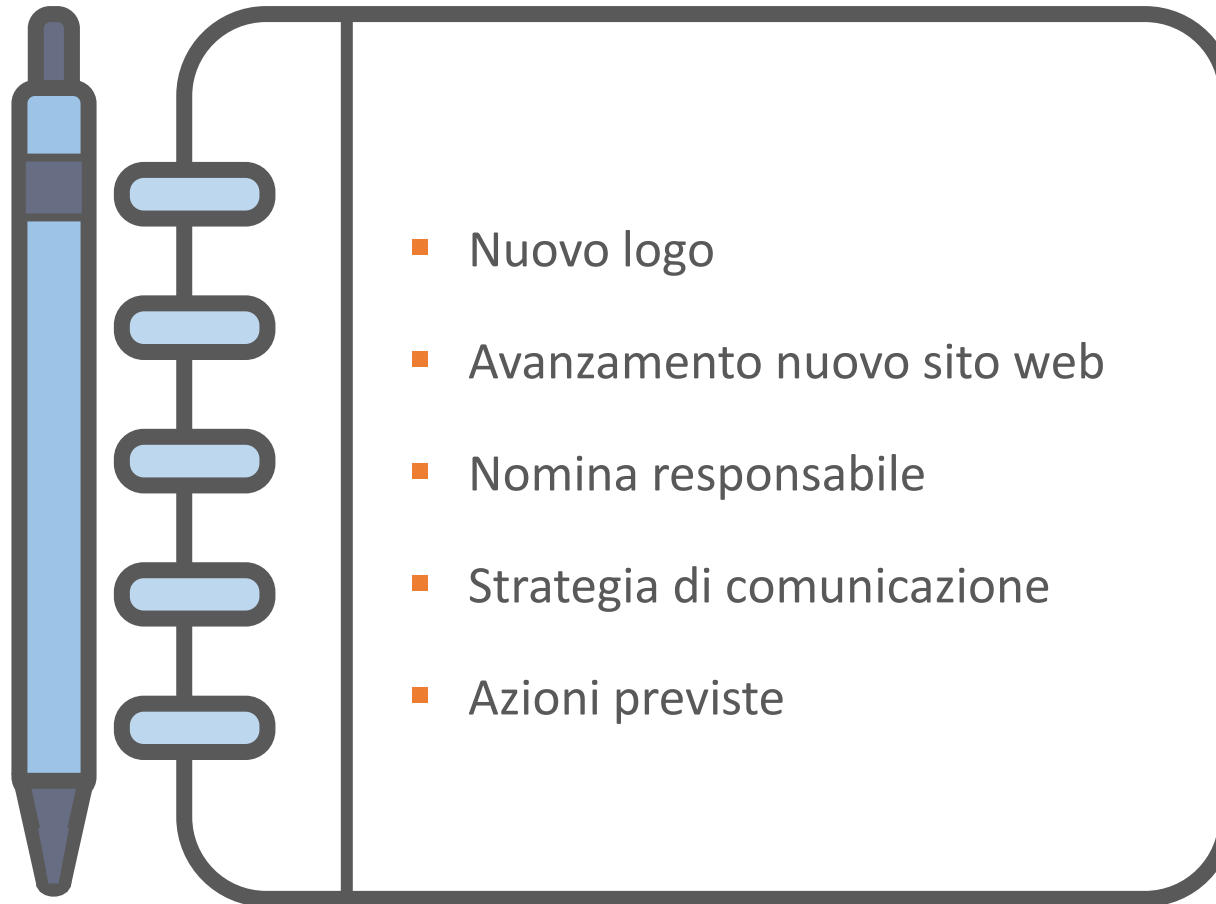 Nuovo logo
Avanzamento nuovo sito web
Nomina responsabile
Strategia di comunicazione
Azioni previste